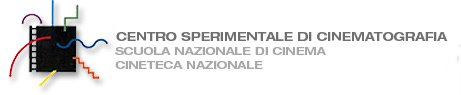 CENTRO SPERIMENTALE DI CINEMATOGRAFIA
SCUOLA NAZIONALE DI CINEMA
CINETECA NAZIONALE